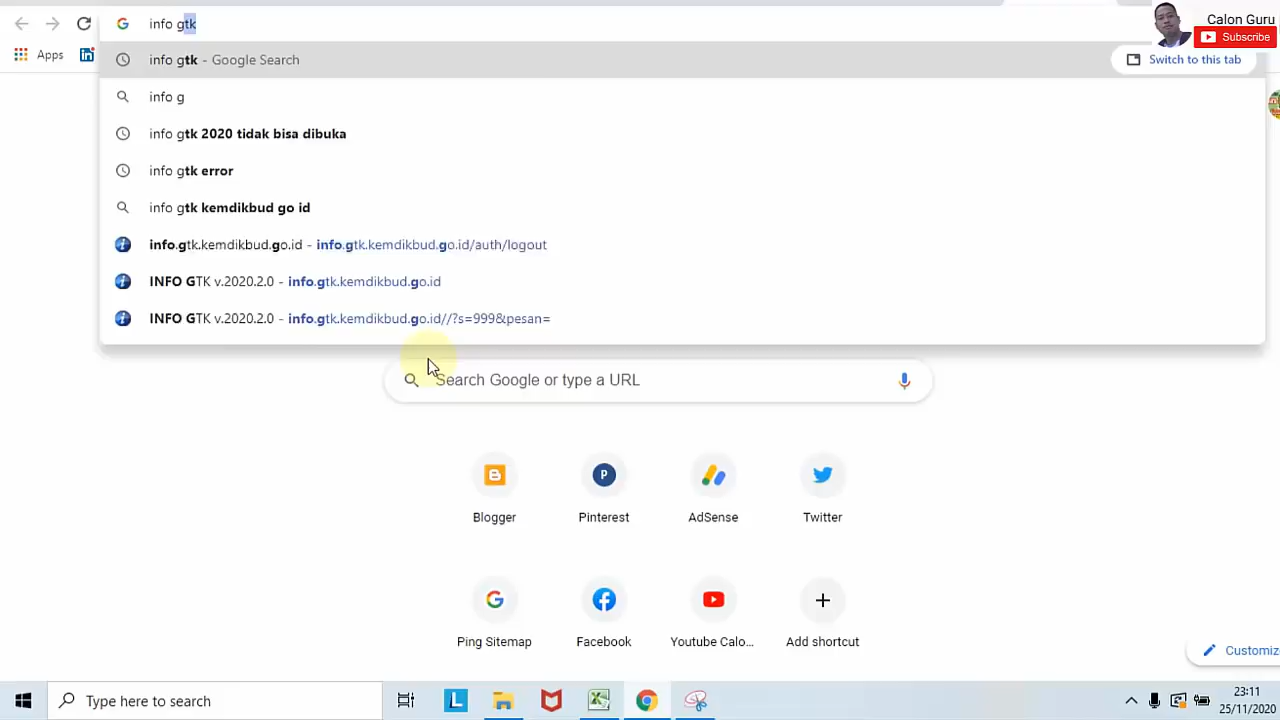 info gtk
Calon Guru
Subscribe
Apps
info gtk - Google Search
Switch to this tab
info g
info gtk 2020 tidak bisa dibuka
info gtk error
info gtk kemdikbud go id
info.gtk.kemdikbud.go.id - info.gtk.kemdikbud.go.id/auth/logout
INFO GTK v.2020.2.0 - info.gtk.kemdikbud.go.id
INFO GTK v.2020.2.0 - info.gtk.kemdikbud.go.id//?s=999&pesan=
Search Google or type a URL
Blogger
Pinterest
AdSense
Twitter
Ping Sitemap
Facebook
Youtube Calo...
Add shortcut
Customiz
Type here to search
23:11
25/11/2020